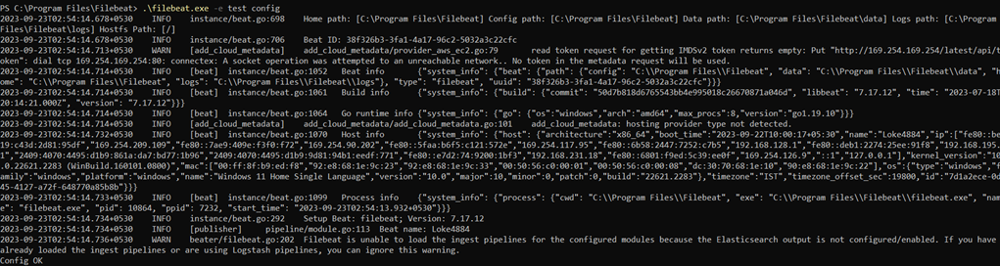 PS C:\Program Files\Filebeat> .\filebeat.exe -e test config
2023-09-23T02:54:14.678+0530 INFO instance/beat.go:698 Home path: [C:\Program Files\Filebeat] Config path: [C:\Program Files\Filebeat] Data path: [C:\Program Files\Filebeat\data] Logs path: [C:\Program
Files\Filebeat\logs] Hostfs Path: [/]
2023-09-23T02:54:14.678+0530 INFO instance/beat.go:706 Beat ID: 38f326b3-3fa1-4a17-96c2-5032a3c22cfc
2023-09-23T02:54:14.713+0530 WARN [add_cloud_metadata] add_cloud_metadata/provider_aws_ec2.go:79 read token request for getting IMDSv2 token returns empty: Put "http://169.254.169.254/latest/api/t
oken": dial tcp 169.254.169.254:80: connectex: A socket operation was attempted to an unreachable network.. No token in the metadata request will be used.
2023-09-23T02:54:14.714+0530 INFO [beat] instance/beat.go:1052 Beat info {"system_info": {"beat": {"path": {"config": "C:\\Program Files\\Filebeat", "data": "C:\\Program Files\\Filebeat\\data", "h
ome": "C:\\Program Files\\Filebeat", "logs": "C:\\Program Files\\Filebeat\\logs"}, "type": "filebeat", "uuid": "38f326b3-3fa1-4a17-96c2-5032a3c22cfc"}}}
2023-09-23T02:54:14.714+0530 INFO [beat] instance/beat.go:1061 Build info {"system_info": {"build": {"commit": "50d7b818d6765543bb4e995018c26670871a046d", "libbeat": "7.17.12", "time": "2023-07-18T
20:14:21.000Z", "version": "7.17.12"}}}
2023-09-23T02:54:14.714+0530 INFO [beat] instance/beat.go:1064 Go runtime info {"system_info": {"go": {"os":"windows","arch":"amd64","max_procs":8,"version":"go1.19.10"}}}
2023-09-23T02:54:14.714+0530 INFO [add_cloud_metadata] add_cloud_metadata/add_cloud_metadata.go:101 add_cloud_metadata: hosting provider type not detected.
2023-09-23T02:54:14.732+0530 INFO [beat] instance/beat.go:1070 Host info {"system_info": {"host": {"architecture":"x86_64","boot_time":"2023-09-22T10:00:17+05:30","name":"Loke4884","ip":["fe80::be
19:c43d:2d81:95df","169.254.209.109","fe80::7ae9:409e:f3f0:f72","169.254.90.202","fe80::5faa:b6f5:c121:572e","169.254.117.95","fe80::6b58:2447:7252:c7b5","192.168.128.1","fe80::deb1:2274:25ee:91f8","192.168.195.
1","2409:4070:4495:d1b9:861a:da7:bd77:1b96","2409:4070:4495:d1b9:9d81:94b1:eedf:771","fe80::e7d2:74:9200:1bf3","192.168.231.18","fe80::6801:f9ed:5c39:ee0f","169.254.126.9","::1","127.0.0.1"],"kernel_version":"10
.0.22621.2283 (WinBuild.160101.0800)","mac":["00:ff:8f:b9:ed:f8","92:e8:68:1e:9c:23","92:e8:68:1e:9c:32","00:50:56:c0:00:01","00:50:56:c0:00:08","dc:30:70:68:1e:10","90:e8:68:1e:9c:22"],"os":{"type":"windows","f
amily":"windows","platform":"windows","name":"Windows 11 Home Single Language","version":"10.0","major":10,"minor":0,"patch":0,"build":"22621.2283"},"timezone":"IST","timezone_offset_sec":19800,"id":"7d1a2ece-0d
45-4127-a72f-64870a85b8b"}}}
2023-09-23T02:54:14.733+0530 INFO [beat] instance/beat.go:1099 Process info {"system_info": {"process": {"cwd": "C:\\Program Files\\Filebeat", "exe": "C:\\Program Files\\Filebeat\\filebeat.exe", "nam
e": "filebeat.exe", "pid": 10864, "ppid": 7232, "start_time": "2023-09-23T02:54:13.932+0530"}}}
2023-09-23T02:54:14.733+0530 INFO instance/beat.go:292 Setup Beat: filebeat; Version: 7.17.12
2023-09-23T02:54:14.734+0530 INFO [publisher] pipeline/module.go:113 Beat name: Loke4884
2023-09-23T02:54:14.736+0530 WARN beater/filebeat.go:202 Filebeat is unable to load the ingest pipelines for the configured modules because the Elasticsearch output is not configured/enabled. If you have
already loaded the ingest pipelines or are using Logstash pipelines, you can ignore this warning.
Config OK